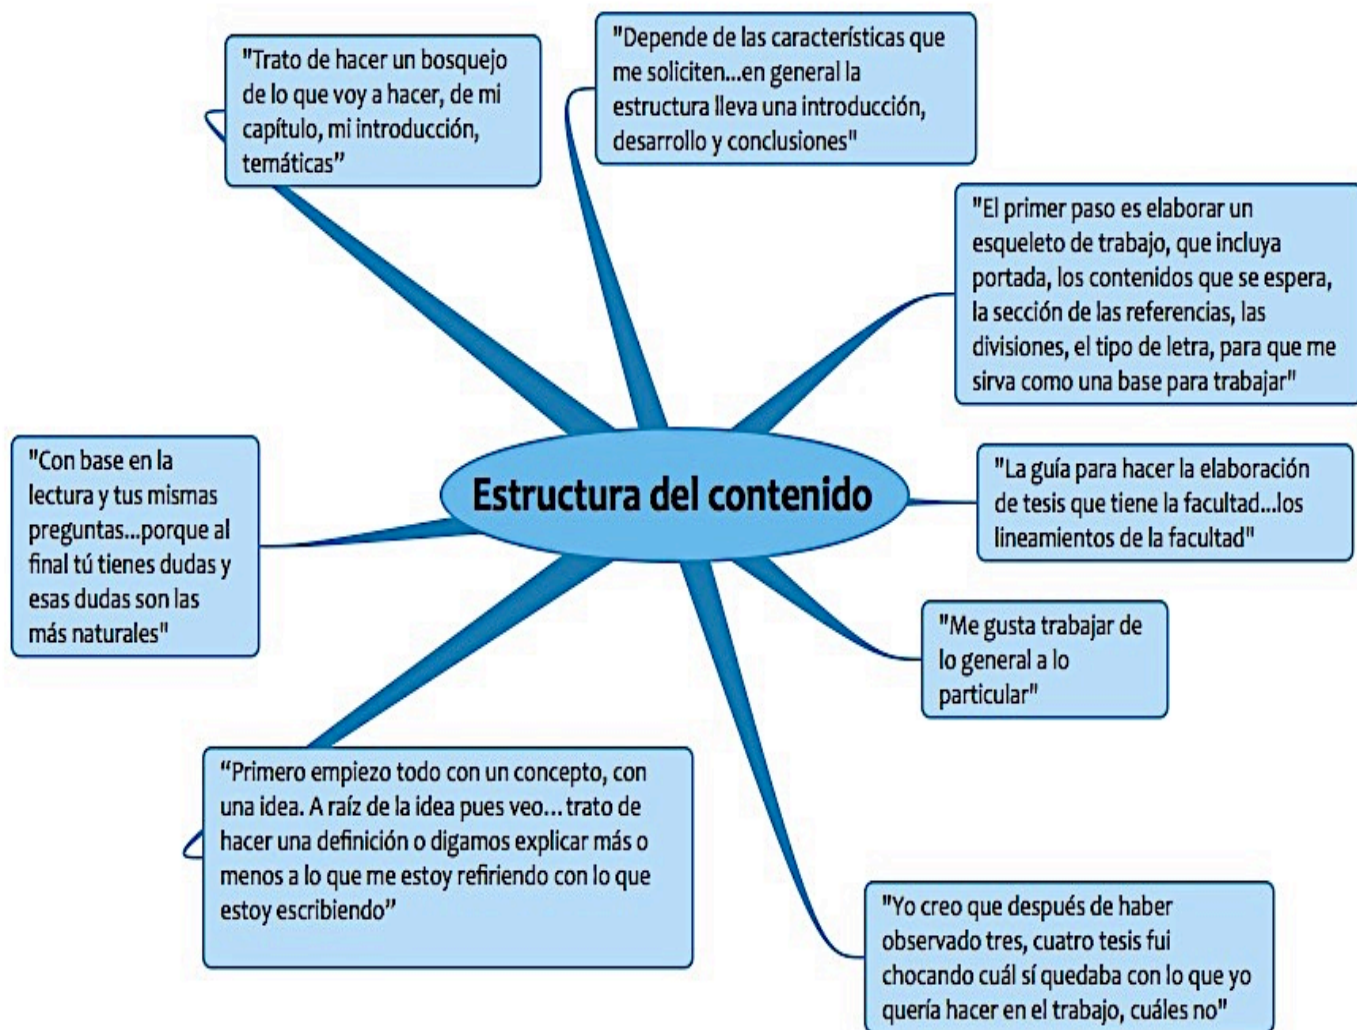 "Trato de hacer un bosquejo
de lo que voy a hacer, de mi
capítulo, mi introducción,
temáticas”
"Depende de las características que
me soliciten...en general la
estructura lleva una introducción,
desarrollo y conclusiones"
"El primer paso es elaborar un
esqueleto de trabajo, que incluya
portada, los contenidos que se espera,
la sección de las referencias, las
divisiones, el tipo de letra, para que me
sirva como una base para trabajar"
"Con base en la
lectura y tus mismas
preguntas...porque al
final tú tienes dudas y
esas dudas son las
más naturales"
Estructura del contenido
"La guía para hacer la elaboración
de tesis que tiene la facultad...los
lineamientos de la facultad"
"Me gusta trabajar de
lo general a lo
particular"
“Primero empiezo todo con un concepto, con
una idea. A raíz de la idea pues veo... trato de
hacer una definición o digamos explicar más o
menos a lo que me estoy refiriendo con lo que
estoy escribiendo”
"Yo creo que después de haber
observado tres, cuatro tesis fui
chocando cuál sí quedaba con lo que yo
quería hacer en el trabajo, cuáles no"